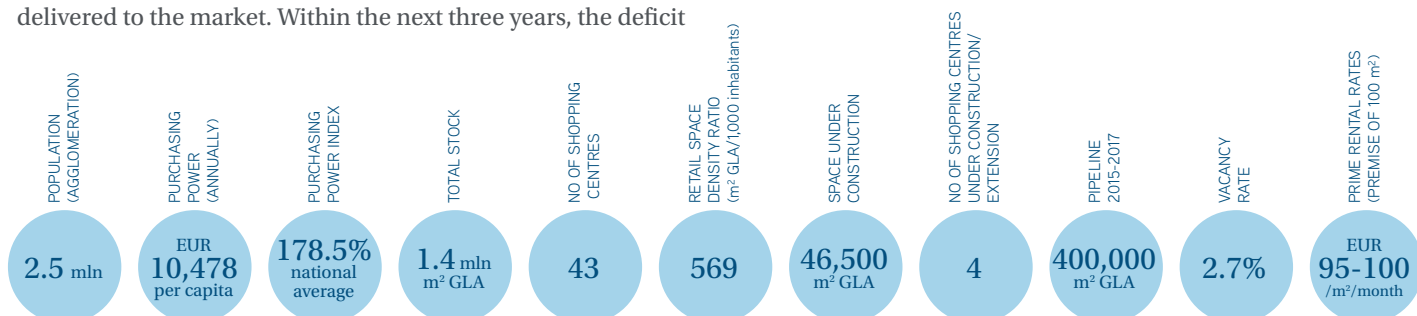 delivered to the market. Within the next three years, the deficit
POPULATION
(AGGLOMERATION)
2.5 mln
PURCHASING
POWER
(ANNUALLY)
EUR
10,478
per capita
PURCHASING
POWER INDEX
178.5%
national
average
TOTAL STOCK
1.4 mln
m² GLA
NO OF SHOPPING
CENTRES
43
RETAIL SPACE
DENSITY RATIO
(m² GLA/1,000 inhabitants)
569
SPACE UNDER
CONSTRUCTION
46,500
m² GLA
NO OF SHOPPING CENTRES
UNDER CONSTRUCTION/
EXTENSION
4
PIPELINE
2015-2017
400,000
m² GLA
VACANCY
RATE
2.7%
PRIME RENTAL RATES
(PREMISE OF 100 m²)
EUR
95-100
/m²/month